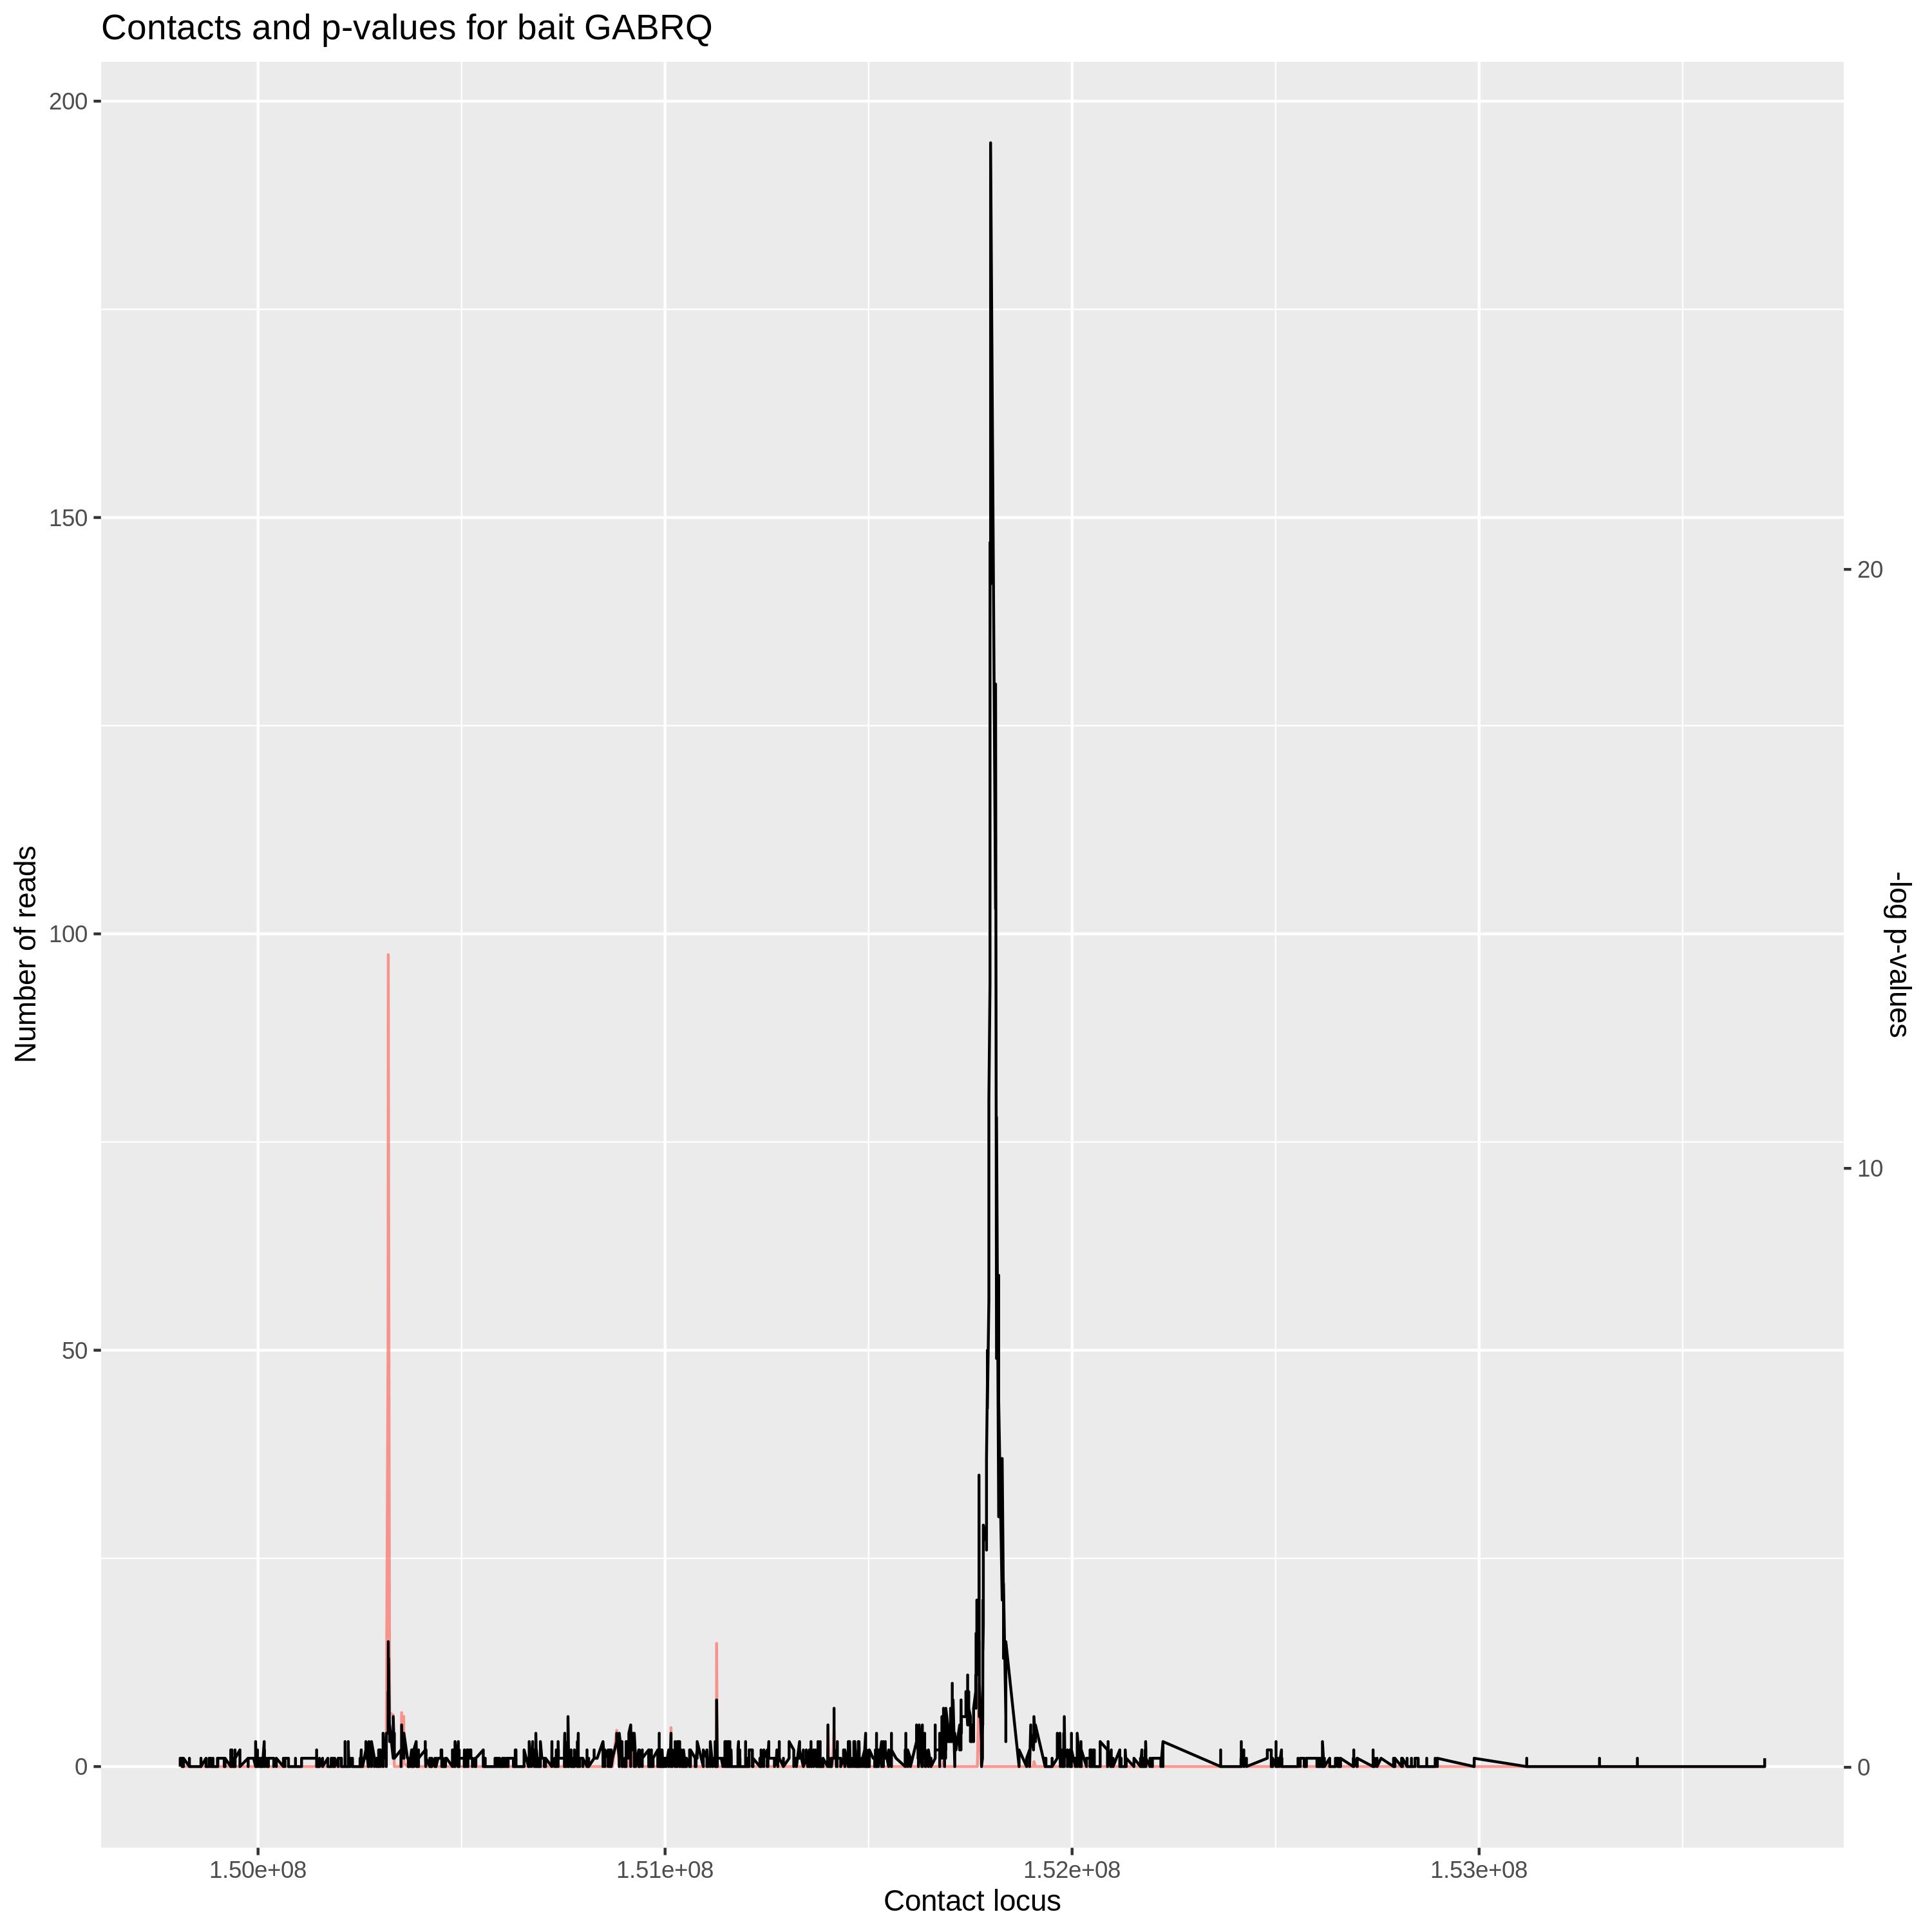 Contacts and p-values for bait GABRQ
200
150
100
50
0
Number of reads
20
10
0
-log p-values
1.50e+08
1.51e+08
1.52e+08
1.53e+08
Contact locus